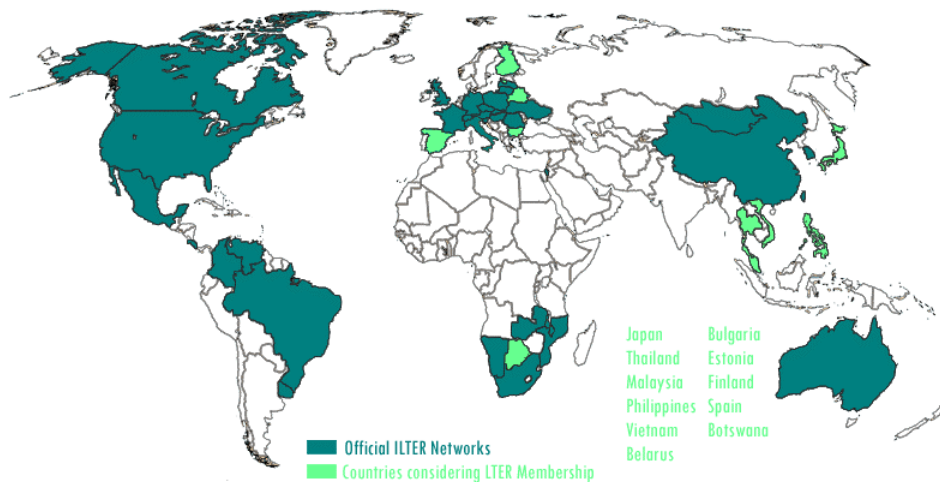 Japan
Thailand
Malaysia
Philippines
Vietnam
Belarus
Bulgaria
Estonia
Finland
Spain
Botswana
Official ILTER Networks
Countries considering LTER Membership